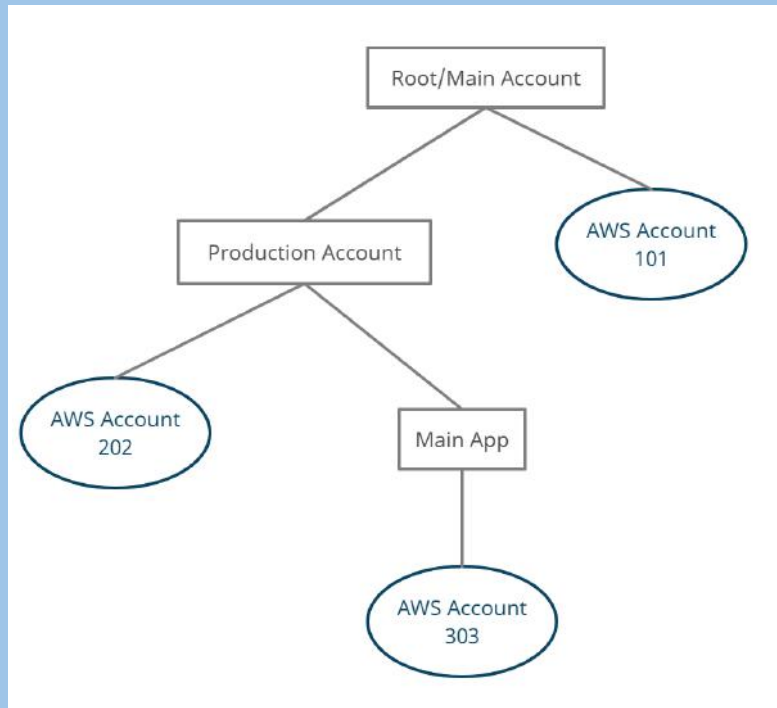 Root/Main Account
AWS Account
101
Production Account
AWS Account
202
Main App
AWS Account
303